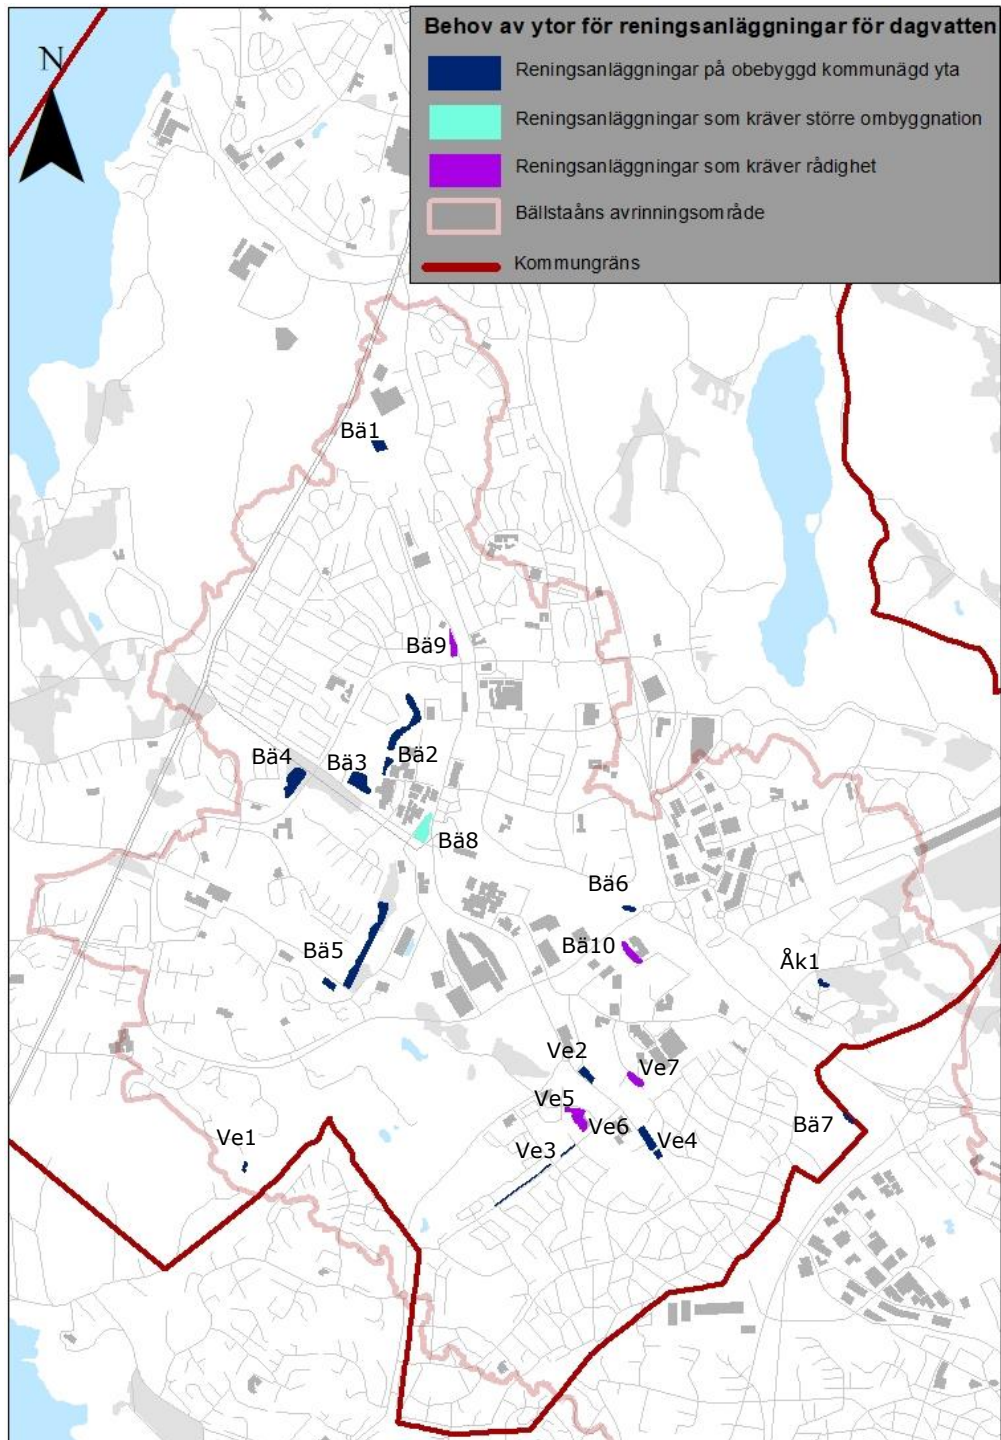 Behov av ytor för reningsanläggningar för dagvatten
N
Reningsanläggningar på obebyggd kommunägd yta
Reningsanläggningar som kräver större ombyggnation
Reningsanläggningar som kräver rådighet
Bällstaåns avrinningsområde
Kommungräns
Bä1
Bä9
Bä2
Bä4
Bä3
Bä8
Bä6
Bä5
Bä10
Åk1
Ve2
Ve7
Ve5
Ve6
Bä7
Ve1
Ve3
Ve4